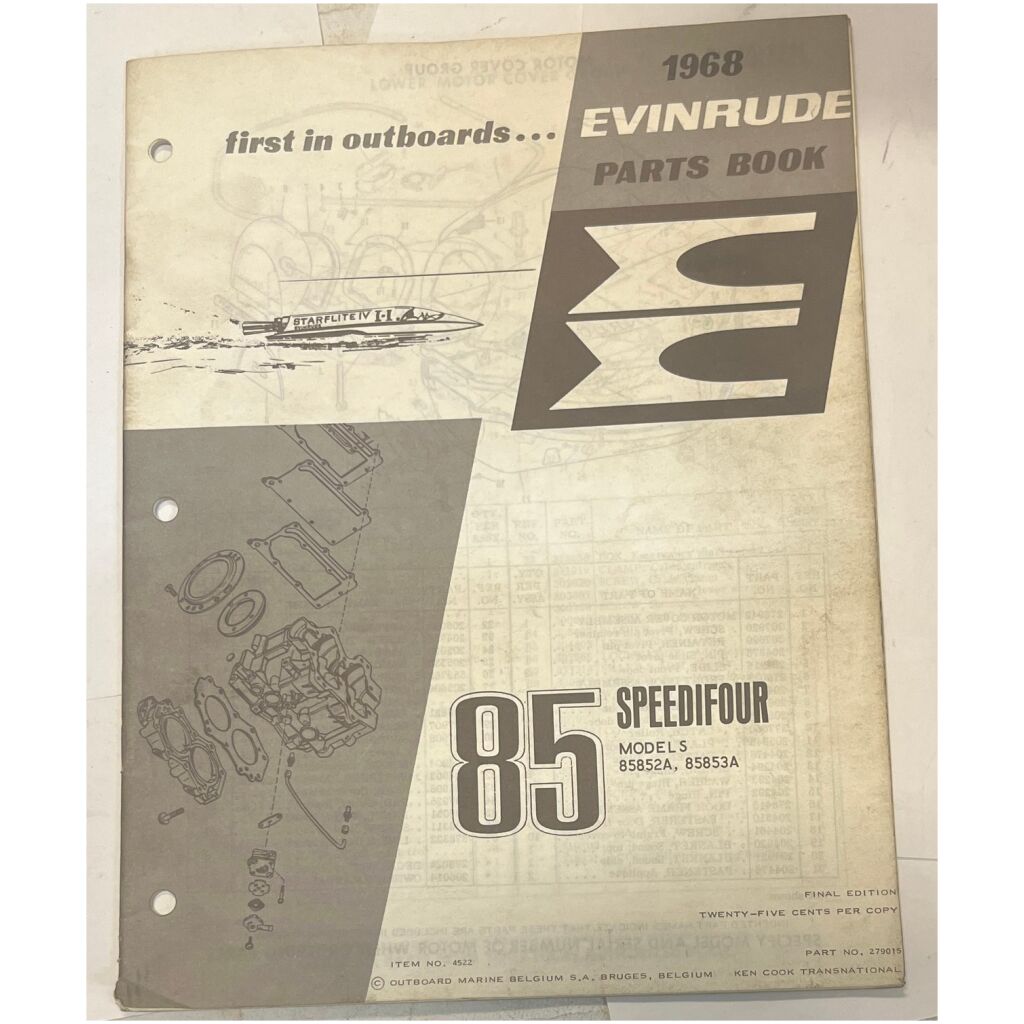 1968
EVINRUDE
PARTS BOOK
first in outboards...
STARFLITE IV
85
SPEEDIFOUR
MODELS
85852A, 85853A
FINAL EDITION
TWENTY-FIVE CENTS PER COPY
PART NO. 279015
ITEM NO. 4522
© OUTBOARD MARINE BELGIUM S.A. BRUGES, BELGIUM KEN COOK TRANSNATIONAL